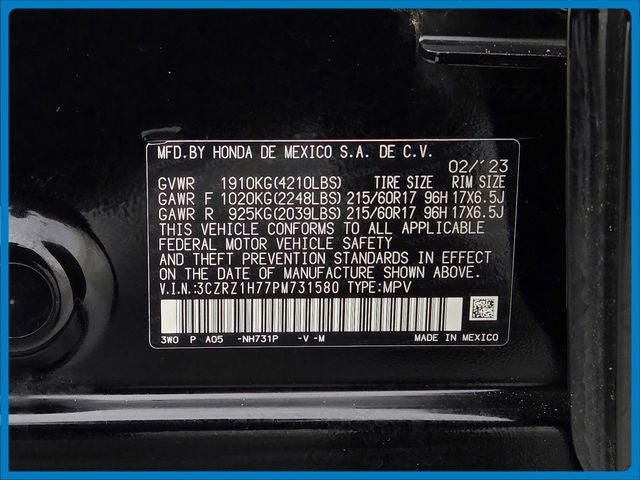 MFD.BY HONDA DE MEXICO S.A. DE C.V.
02/23
GVWR 1910KG(4210LBS) TIRE SIZE RIM SIZE
GAWR F 1020KG(2248LBS) 215/60R17 96H 17X6.5J
GAWR R 925KG(2039LBS) 215/60R17 96H 17X6.5J
THIS VEHICLE CONFORMS TO ALL APPLICABLE
FEDERAL MOTOR VEHICLE SAFETY
AND THEFT PREVENTION STANDARDS IN EFFECT
ON THE DATE OF MANUFACTURE SHOWN ABOVE.
V.I.N.:3CZRZ1H77PM731580 TYPE:MPV
3W0 P A05 -NH731P -V -M MADE IN MEXICO